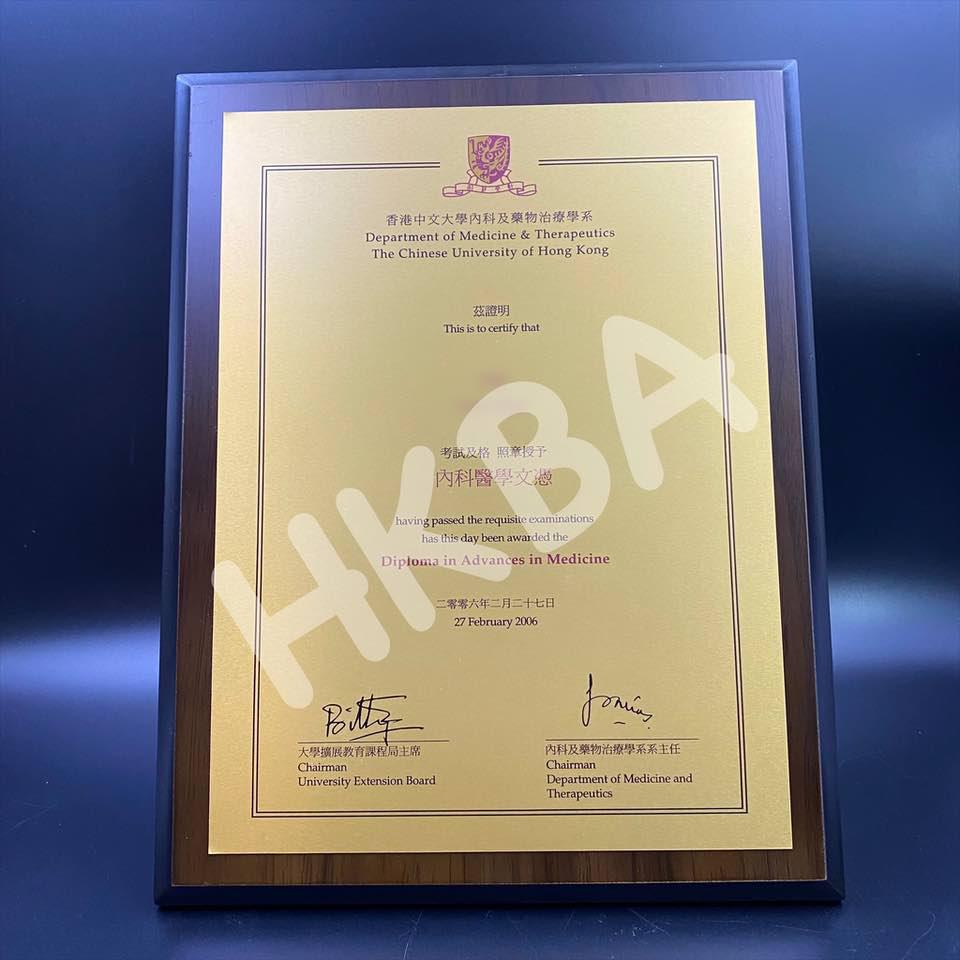 香港中文大學內科及藥物治療學系
Department of Medicine & Therapeutics
The Chinese University of Hong Kong
茲證明
This is to certify that
考試及格 照章授予
內科醫學文憑
having passed the requisite examinations
has this day been awarded the
Diploma in Advances in Medicine
二零零六年二月二十七日
27 February 2006
大學擴展教育課程局主席
Chairman
University Extension Board
內科及藥物治療學系系主任
Chairman
Department of Medicine and
Therapeutics
HKBA